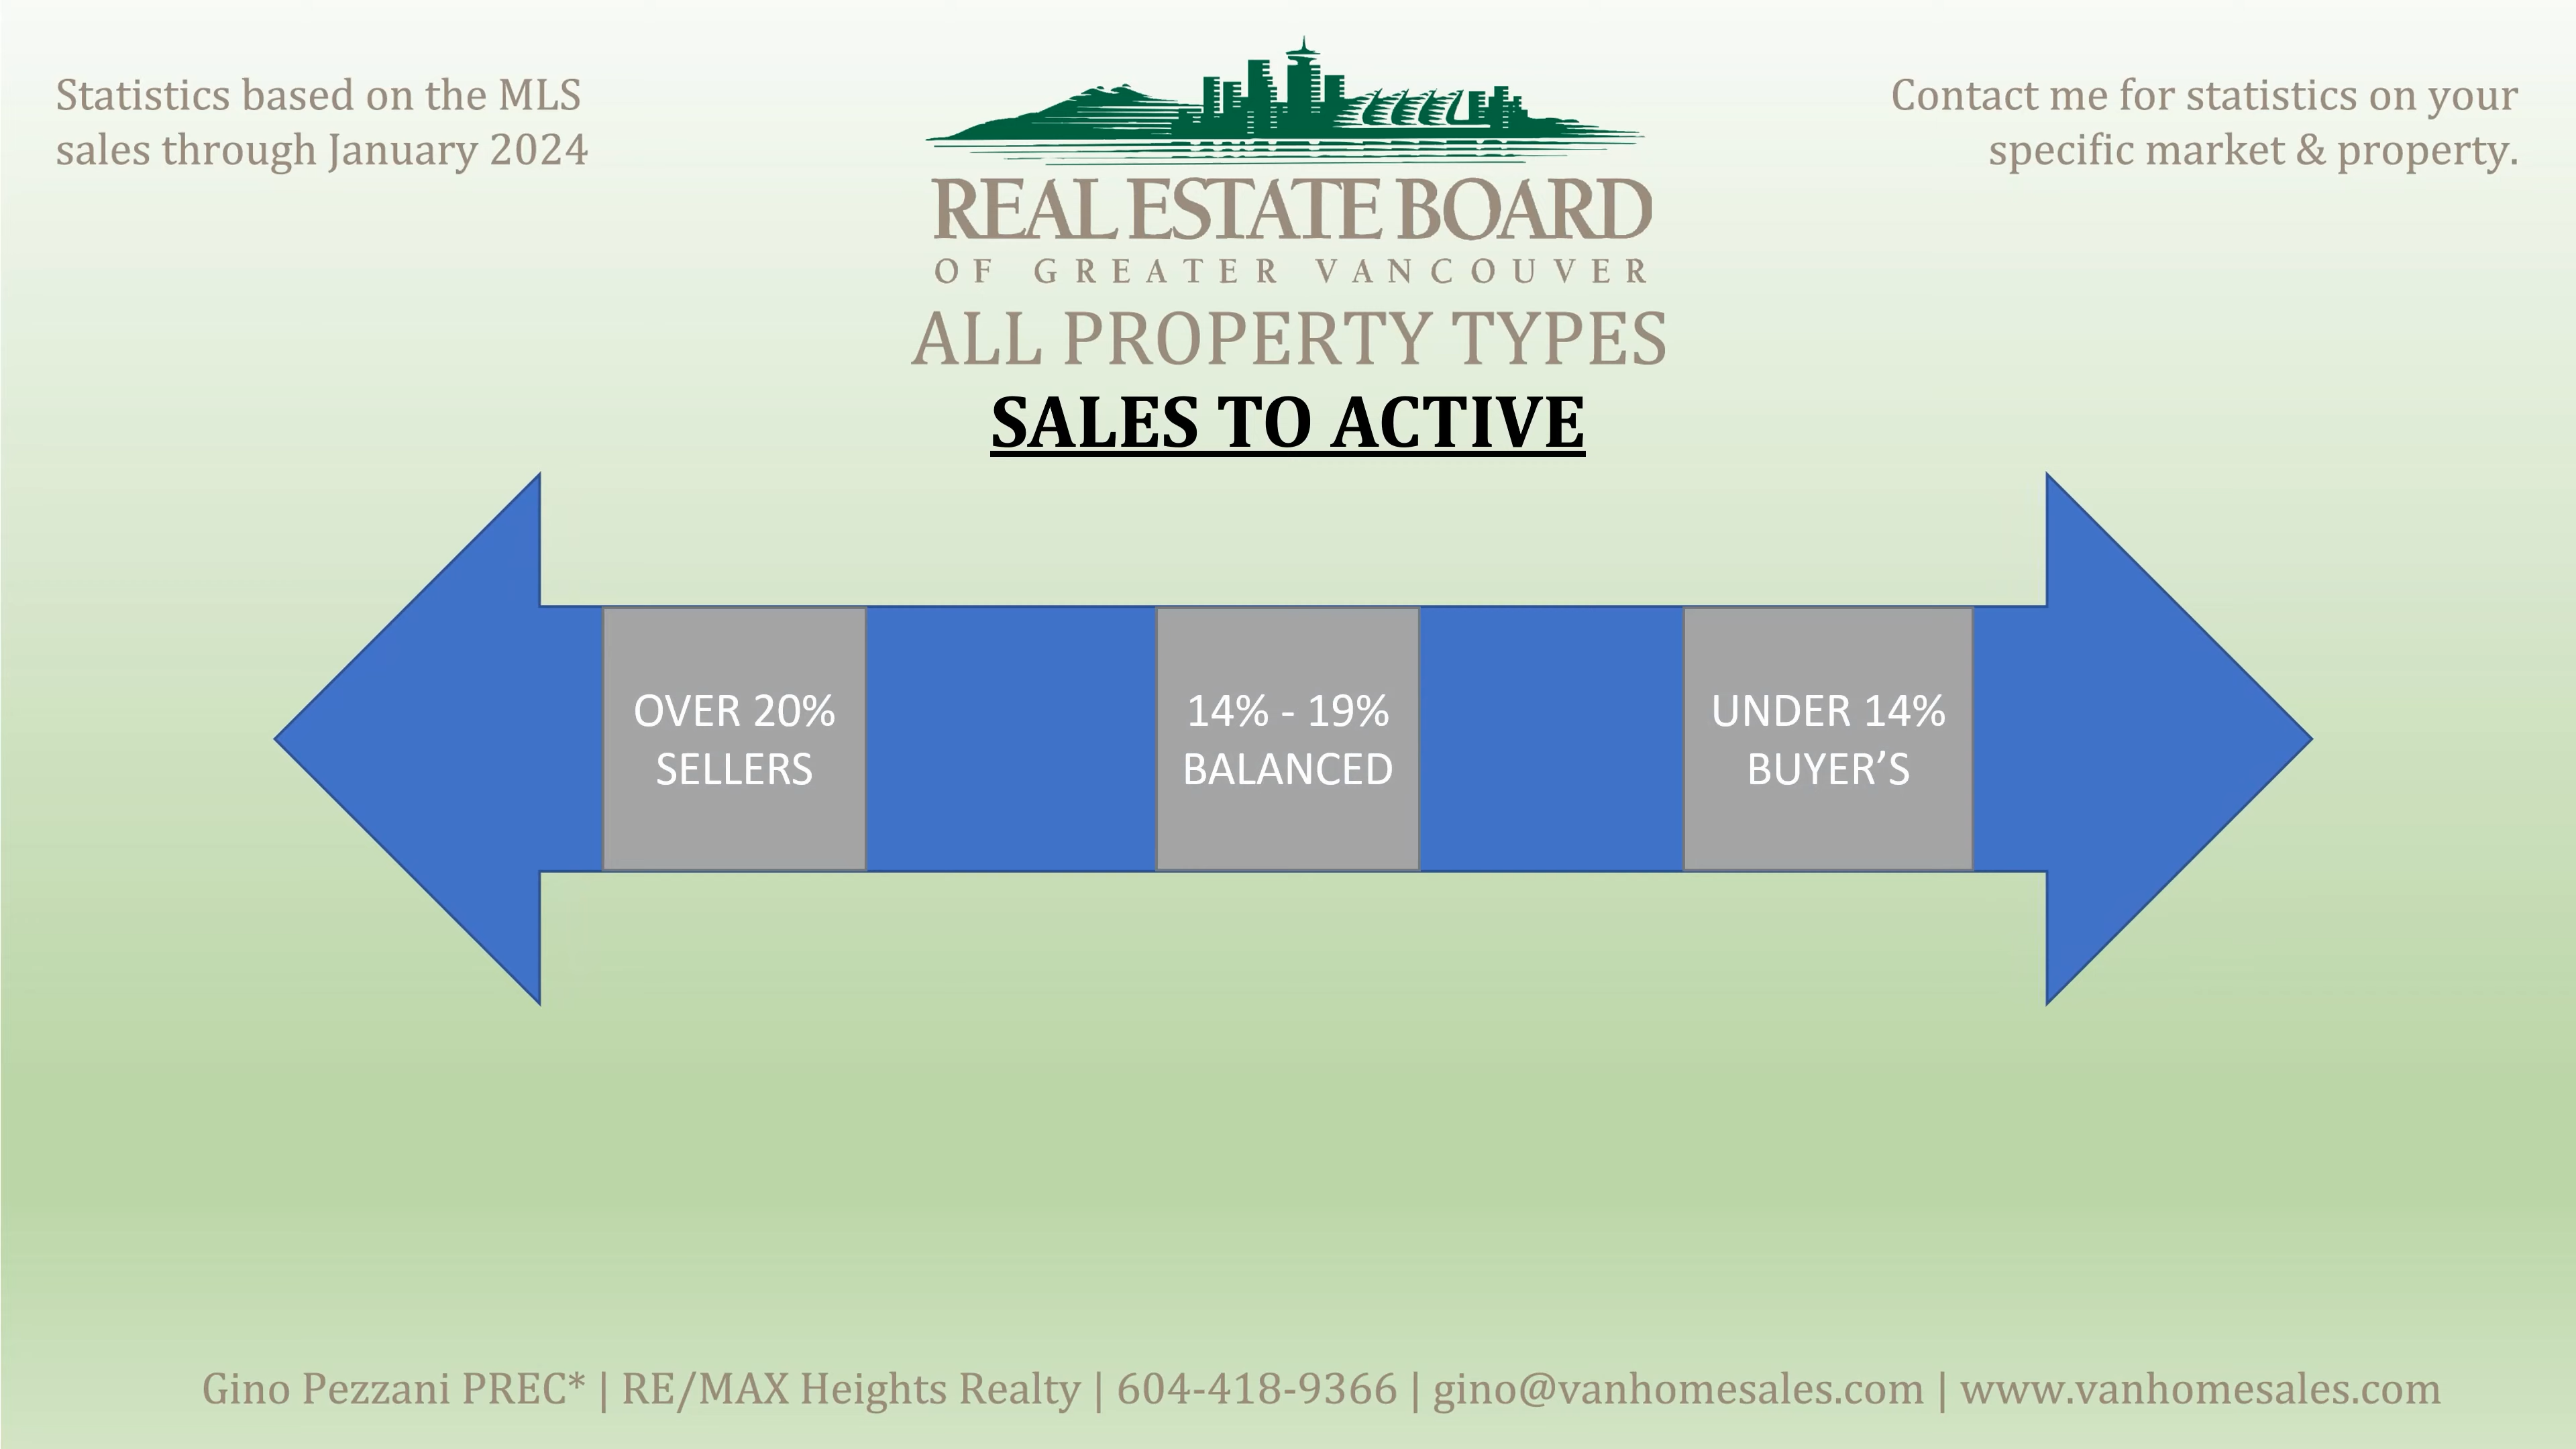 Statistics based on the MLS
sales through January 2024
Contact me for statistics on your
specific market & property.
REAL ESTATE BOARD
OF GREATER VANCOUVER
ALL PROPERTY TYPES
SALES TO ACTIVE
OVER 20%
SELLERS
14% - 19%
BALANCED
UNDER 14%
BUYER’S
Gino Pezzani PREC* | RE/MAX Heights Realty | 604-418-9366 | gino@vanhomesales.com | www.vanhomesales.com